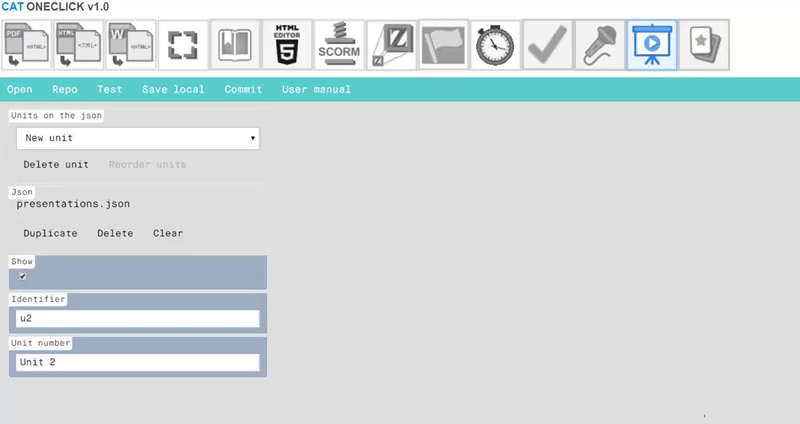 CAT ONECLICK v1.0
PDF <HTML> HTML <JSON> W <HTML> HTML EDITOR 5 SCORM Z Z
Open Repo Test Save local Commit User manual
Units on the json
New unit
Delete unit Reorder units
Json
presentations.json
Duplicate Delete Clear
Show
Identifier
u2
Unit number
Unit 2